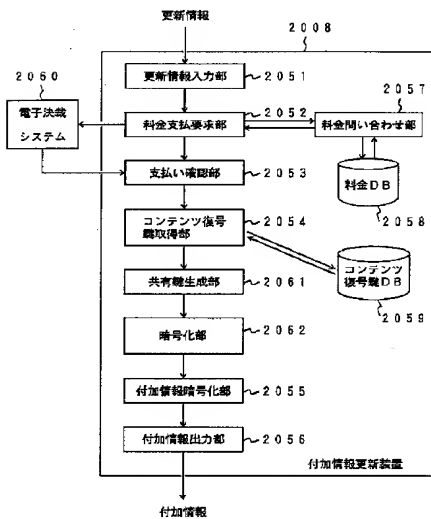 更新情報
2008
2060
更新情報入力部
2051
2057
電子決裁
システム
料金支払要求部
2052
料金問い合わせ部
支払い確認部
2053
料金DB
2058
コンテンツ復号
鍵取得部
2054
コンテンツ
復号鍵DB
2059
共有鍵生成部
2061
暗号化部
2062
付加情報暗号化部
2055
付加情報出力部
2056
付加情報更新装置
付加情報